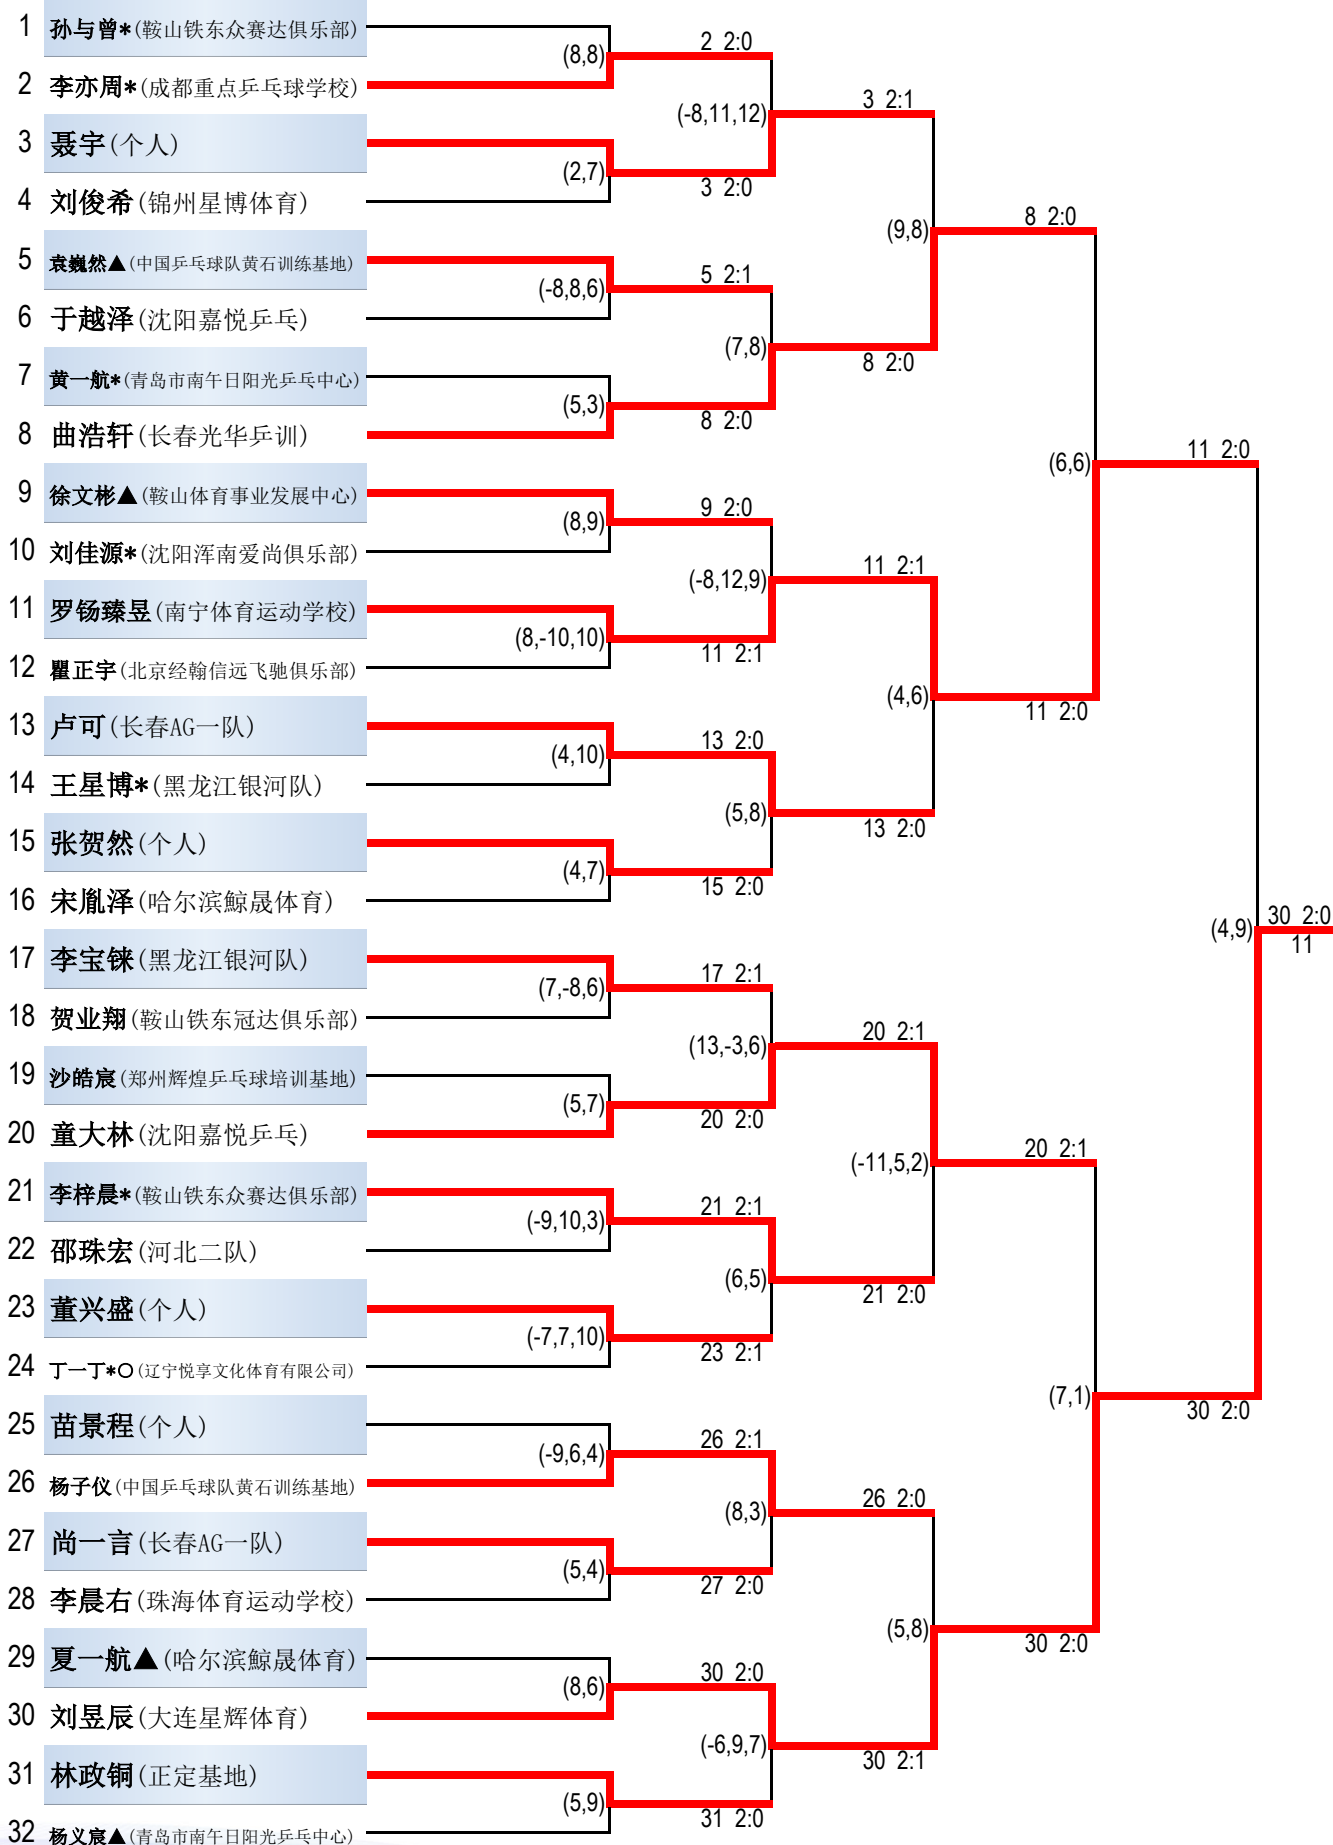 1 孙与曾*(鞍山铁东众赛达俱乐部)
2 李亦周*(成都重点乒乓球学校)
3 聂宇(个人)
4 刘俊希(锦州星博体育)
5 袁巍然▲(中国乒乓球队黄石训练基地)
6 于越泽(沈阳嘉悦乒乓)
7 黄一航*(青岛市南午日阳光乒乓中心)
8 曲浩轩(长春光华乒训)
9 徐文彬▲(鞍山体育事业发展中心)
10 刘佳源*(沈阳浑南爱尚俱乐部)
11 罗钖臻昱(南宁体育运动学校)
12 瞿正宇(北京经翰信远飞驰俱乐部)
13 卢可(长春AG一队)
14 王星博*(黑龙江银河队)
15 张贺然(个人)
16 宋胤泽(哈尔滨鲸晟体育)
17 李宝铼(黑龙江银河队)
18 贺业翔(鞍山铁东冠达俱乐部)
19 沙皓宸(郑州辉煌乒乓球培训基地)
20 童大林(沈阳嘉悦乒乓)
21 李梓晨*(鞍山铁东众赛达俱乐部)
22 邵珠宏(河北二队)
23 董兴盛(个人)
24 丁一丁*○(辽宁悦享文化体育有限公司)
25 苗景程(个人)
26 杨子仪(中国乒乓球队黄石训练基地)
27 尚一言(长春AG一队)
28 李晨右(珠海体育运动学校)
29 夏一航▲(哈尔滨鲸晟体育)
30 刘昱辰(大连星辉体育)
31 林政铜(正定基地)
32 杨义宸▲(青岛市南午日阳光乒乓中心)
(8,8)
(2,7)
(-8,8,6)
(5,3)
(8,9)
(8,-10,10)
(4,10)
(4,7)
(7,-8,6)
(5,7)
(-9,10,3)
(-7,7,10)
(-9,6,4)
(5,4)
(8,6)
(5,9)
2 2:0
(-8,11,12)
3 2:0
5 2:1
(7,8)
8 2:0
9 2:0
(-8,12,9)
11 2:1
13 2:0
(5,8)
15 2:0
17 2:1
(13,-3,6)
20 2:0
21 2:1
(6,5)
23 2:1
26 2:1
(8,3)
27 2:0
30 2:0
(-6,9,7)
31 2:0
3 2:1
(9,8)
8 2:0
11 2:1
(4,6)
13 2:0
20 2:1
(-11,5,2)
21 2:0
26 2:0
(5,8)
30 2:1
8 2:0
(6,6)
11 2:0
20 2:1
(7,1)
30 2:0
11 2:0
(4,9)
30 2:0
30 2:0
11